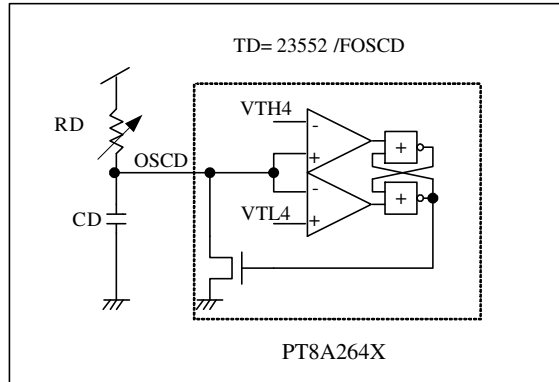 TD= 23552 /FOSCD
VTH4
-
+
RD
OSCD
+
-
+
CD
VTL4
+
PT8A264X